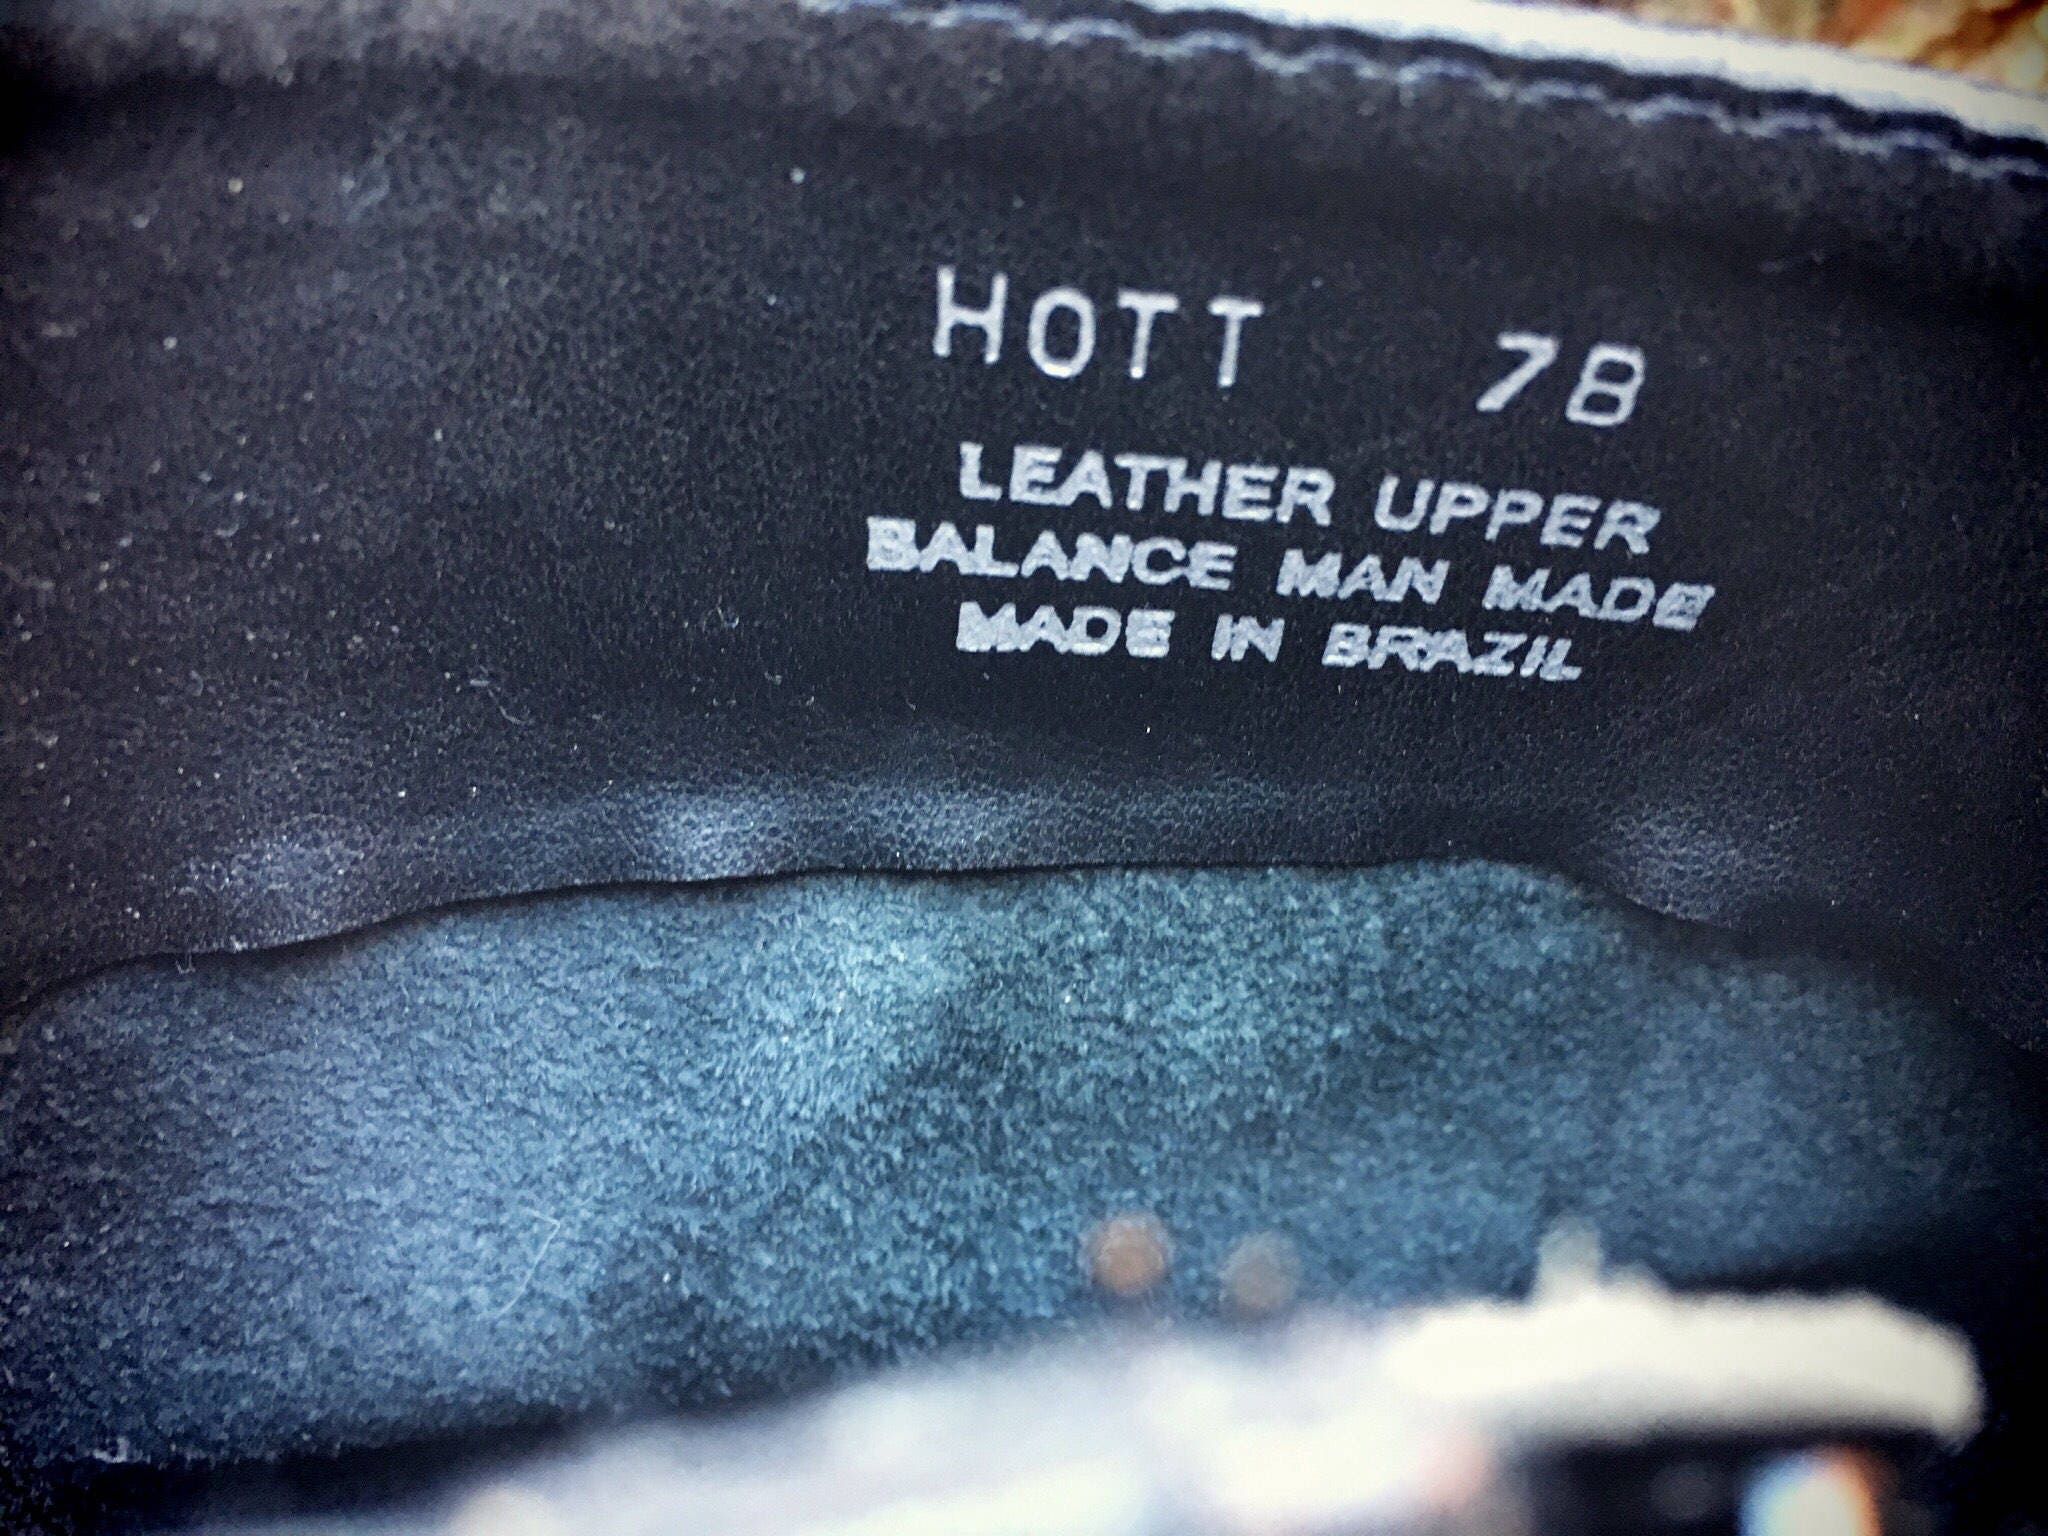 HOTT 7B
LEATHER UPPER
BALANCE MAN MADE
MADE IN BRAZIL